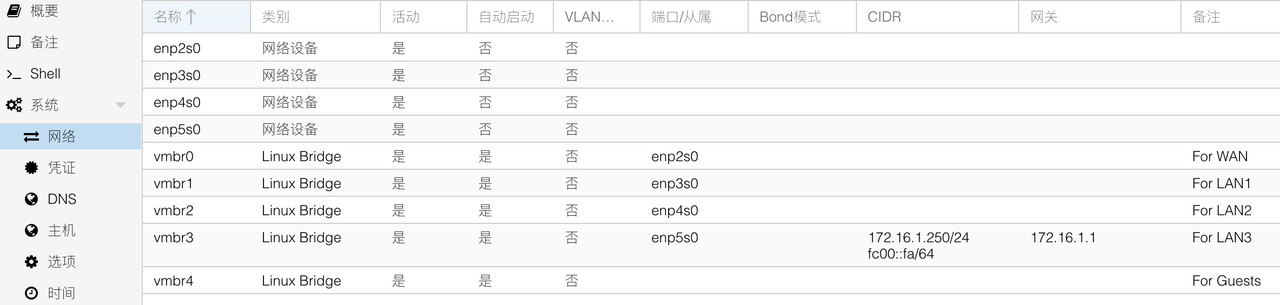 概要
备注
Shell
系统
网络
凭证
DNS
主机
选项
时间
名称 类别 活动 自动启动 VLAN... 端口/从属 Bond模式 CIDR 网关 备注
enp2s0 网络设备 是 否 否
enp3s0 网络设备 是 否 否
enp4s0 网络设备 是 否 否
enp5s0 网络设备 是 否 否
vmbr0 Linux Bridge 是 是 否 enp2s0 For WAN
vmbr1 Linux Bridge 是 是 否 enp3s0 For LAN1
vmbr2 Linux Bridge 是 是 否 enp4s0 For LAN2
vmbr3 Linux Bridge 是 是 否 enp5s0 172.16.1.250/24 172.16.1.1 For LAN3
fc00::fa/64
vmbr4 Linux Bridge 是 是 否 For Guests